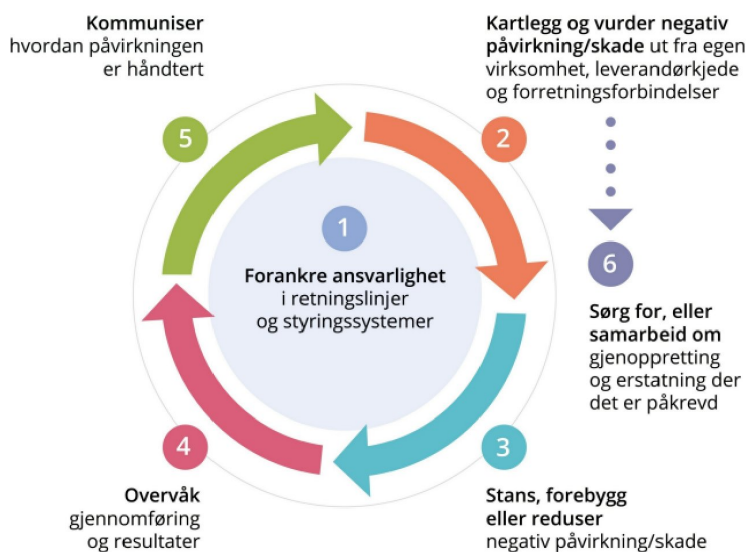 1
Forankre ansvarlighet
i retningslinjer
og styringssystemer
2
Kartlegg og vurder negativ
påvirkning/skade ut fra egen
virksomhet, leverandørkjede
og forretningsforbindelser
3
Stans, forebygg
eller reduser
negativ påvirkning/skade
4
Overvåk
gjennomføring
og resultater
5
Kommuniser
hvordan påvirkningen
er håndtert
6
Sørg for, eller
samarbeid om
gjenoppretting
og erstatning der
det er påkrevd